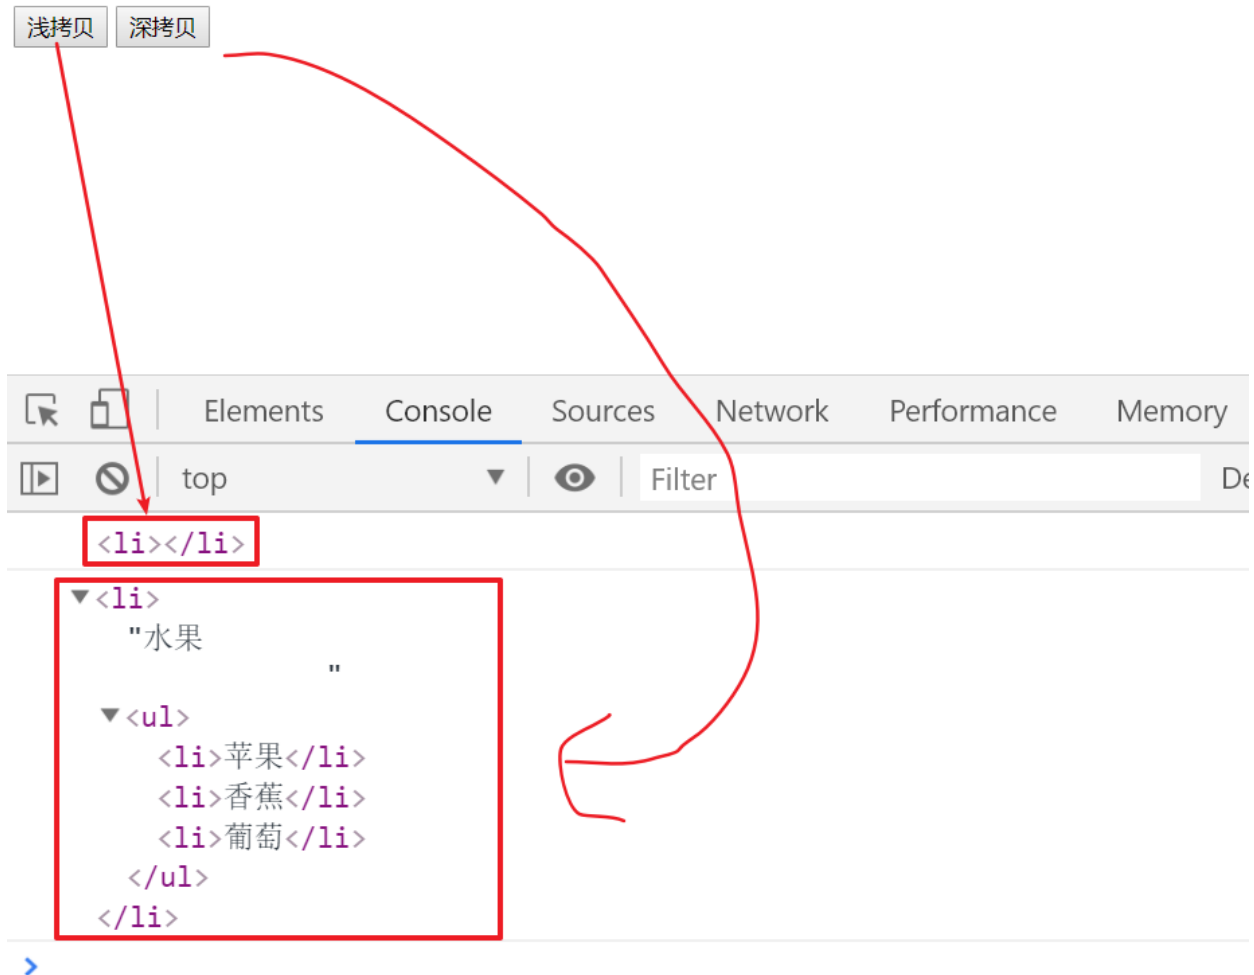 浅拷贝 深拷贝
Elements Console Sources Network Performance Memory
top Filter De
<li></li>
<li>
"水果
"
<ul>
<li>苹果</li>
<li>香蕉</li>
<li>葡萄</li>
</ul>
</li>